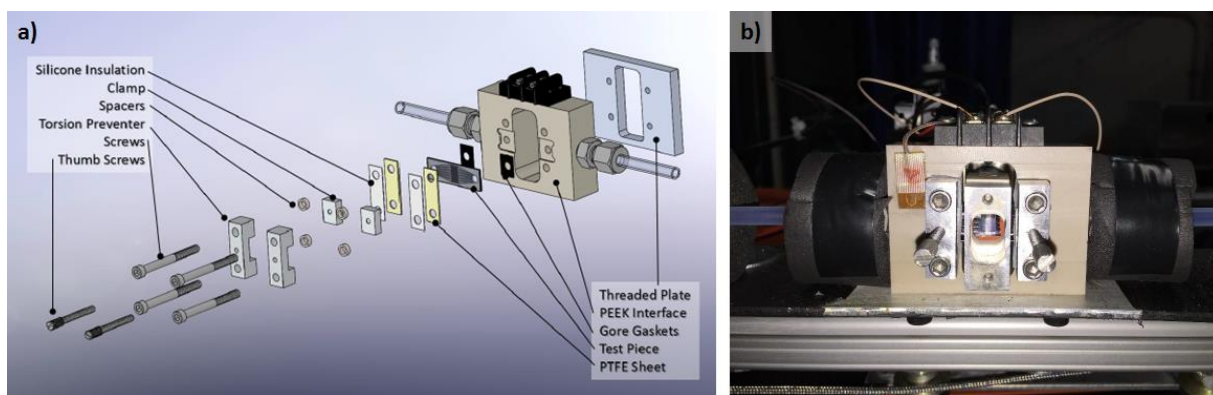 a)
Silicone Insulation
Clamp
Spacers
Torsion Preventer
Screws
Thumb Screws
Threaded Plate
PEEK Interface
Gore Gaskets
Test Piece
PTFE Sheet
b)